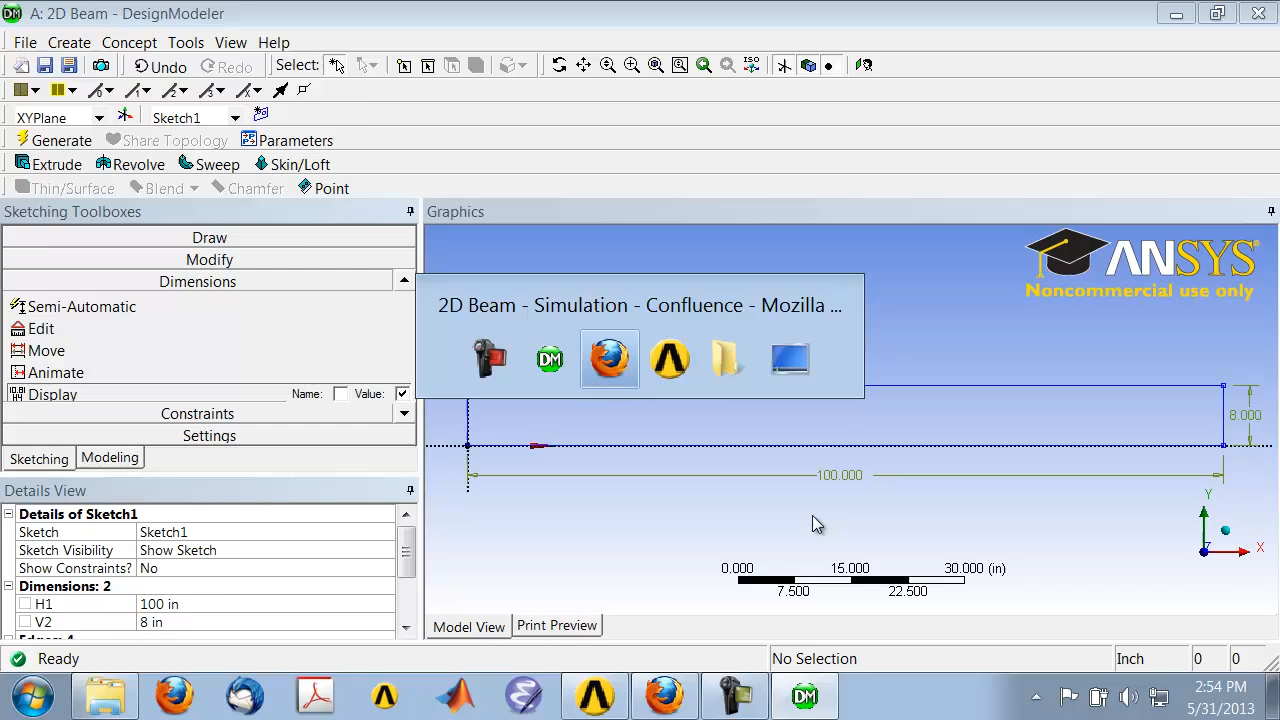 A: 2D Beam - DesignModeler
File Create Concept Tools View Help
Undo Redo Select:
XYPlane Sketch1
Generate Share Topology Parameters
Extrude Revolve Sweep Skin/Loft
Thin/Surface Blend Chamfer Point
Sketching Toolboxes
Draw
Modify
Dimensions
Semi-Automatic
Edit
Move
Animate
Display Name: Value:
Constraints
Settings
Sketching Modeling
Details View
Details of Sketch1
Sketch Sketch1
Sketch Visibility Show Sketch
Show Constraints? No
Dimensions: 2
H1 100 in
V2 8 in
Edges: 4
Graphics
ANSYS
Noncommercial use only
2D Beam - Simulation - Confluence - Mozilla ...
DM
8.000
100.000
Y
X
0.000 15.000 30.000 (in)
7.500 22.500
Model View Print Preview
Ready No Selection Inch 0 0
DM
2:54 PM
5/31/2013